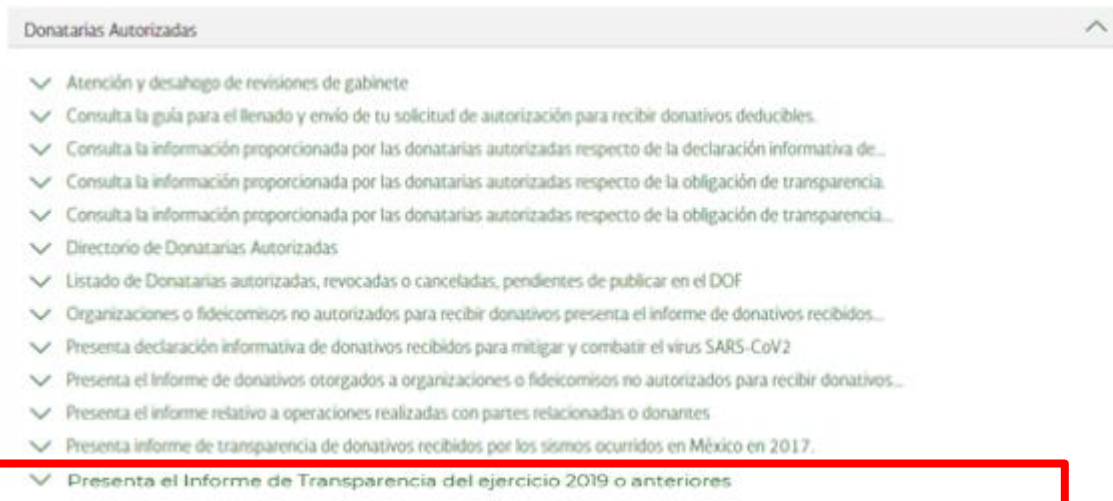 Donatarias Autorizadas
Atención y desahogo de revisiones de gabinete
Consulta la guía para el llenado y envío de tu solicitud de autorización para recibir donativos deducibles.
Consulta la información proporcionada por las donatarias autorizadas respecto de la declaración informativa de...
Consulta la información proporcionada por las donatarias autorizadas respecto de la obligación de transparencia.
Consulta la información proporcionada por las donatarias autorizadas respecto de la obligación de transparencia...
Directorio de Donatarias Autorizadas
Listado de Donatarias autorizadas, revocadas o canceladas, pendientes de publicar en el DOF
Organizaciones o fideicomisos no autorizados para recibir donativos presenta el informe de donativos recibidos...
Presenta declaración informativa de donativos recibidos para mitigar y combatir el virus SARS-CoV2
Presenta el Informe de donativos otorgados a organizaciones o fideicomisos no autorizados para recibir donativos...
Presenta el informe relativo a operaciones realizadas con partes relacionadas o donantes
Presenta informe de transparencia de donativos recibidos por los sismos ocurridos en México en 2017.
Presenta el Informe de Transparencia del ejercicio 2019 o anteriores